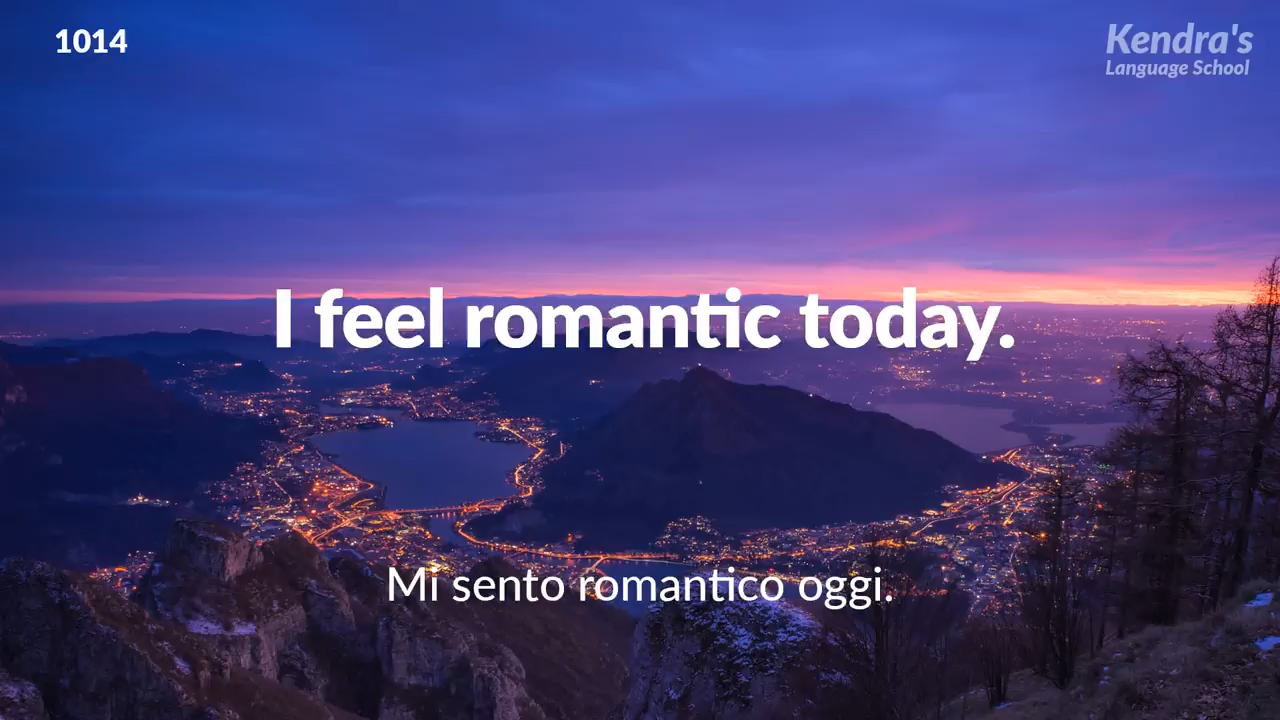 1014
Kendra's
Language School
I feel romantic today.
Mi sento romantico oggi.